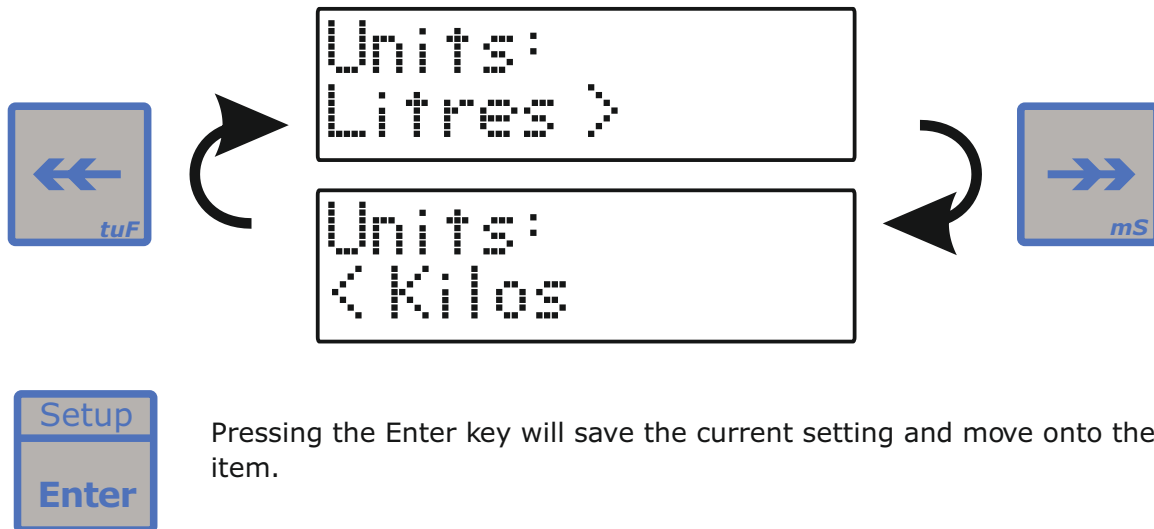 Units:
Litres >
tuF
mS
Units:
< Kilos
Setup
Enter
Pressing the Enter key will save the current setting and move onto the
item.